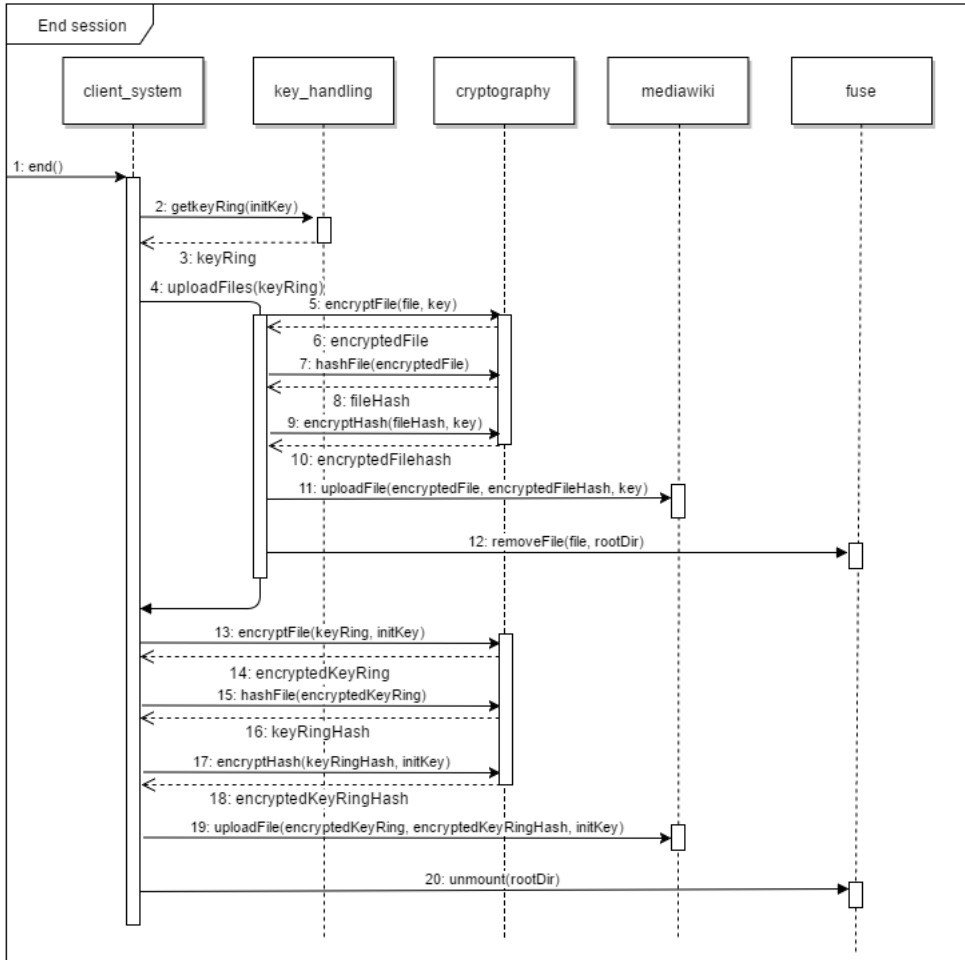 End session
client_system
key_handling
cryptography
mediawiki
fuse
1: end()
2: getkeyRing(initKey)
3: keyRing
4: uploadFiles(keyRing)
5: encryptFile(file, key)
6: encryptedFile
7: hashFile(encryptedFile)
8: fileHash
9: encryptHash(fileHash, key)
10: encryptedFilehash
11: uploadFile(encryptedFile, encryptedFileHash, key)
12: removeFile(file, rootDir)
13: encryptFile(keyRing, initKey)
14: encryptedKeyRing
15: hashFile(encryptedKeyRing)
16: keyRingHash
17: encryptHash(keyRingHash, initKey)
18: encryptedKeyRingHash
19: uploadFile(encryptedKeyRing, encryptedKeyRingHash, initKey)
20: unmount(rootDir)